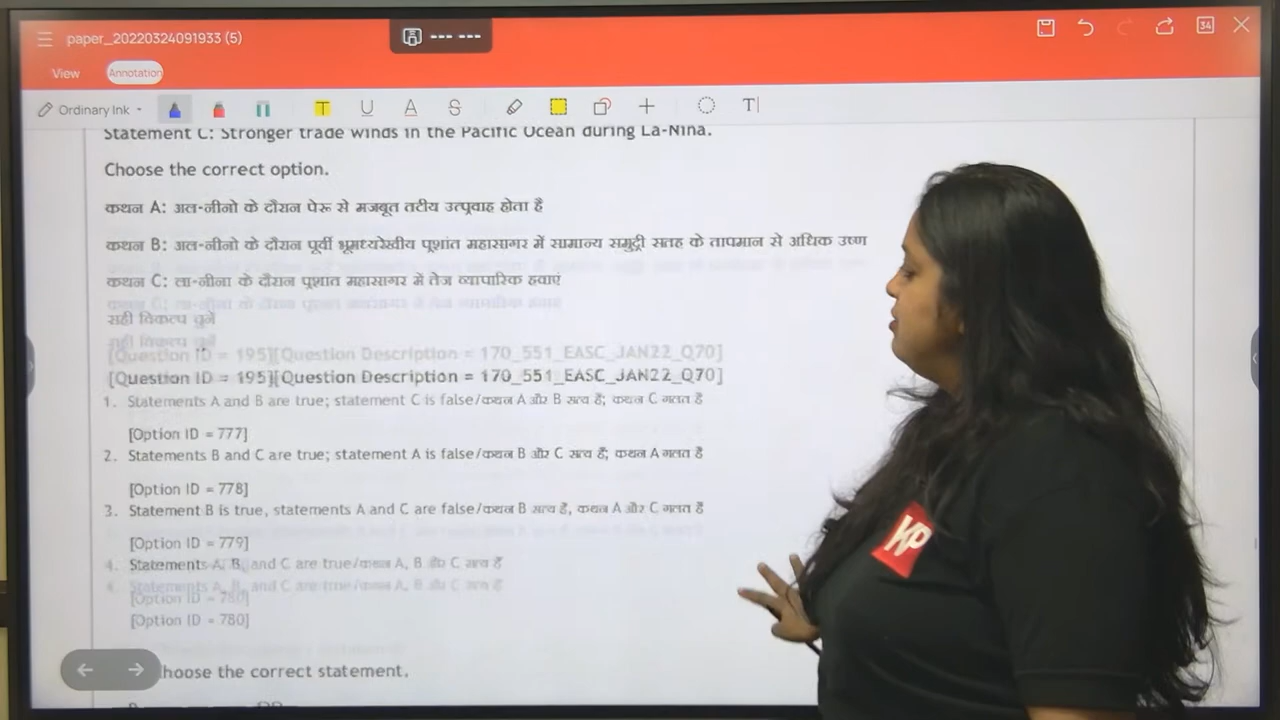 paper_20220324091933 (5)
34
View
Annotation
Ordinary Ink
T U A S T
Statement C: Stronger trade winds in the Pacific Ocean during La-Nina.
Choose the correct option.
कथन A: अल-नीनो के दौरान पेरू से मजबूत तटीय उत्प्रवाह होता है
कथन B: अल-नीनो के दौरान पूर्वी भूमध्यरेखीय प्रशांत महासागर में सामान्य समुद्री सतह के तापमान से अधिक उष्ण
कथन C: ला-नीना के दौरान प्रशांत महासागर में तेज व्यापारिक हवाएं
सही विकल्प चुनें
[Question ID = 195][Question Description = 170_551_EASC_JAN22_Q70]
1. Statements A and B are true; statement C is false/कथन A और B सत्य हैं; कथन C गलत है
[Option ID = 777]
2. Statements B and C are true; statement A is false/कथन B और C सत्य हैं; कथन A गलत है
[Option ID = 778]
3. Statement B is true, statements A and C are false/कथन B सत्य है, कथन A और C गलत है
[Option ID = 779]
4. Statements A, B, and C are true/कथन A, B और C सत्य हैं
[Option ID = 780]
hoose the correct statement.